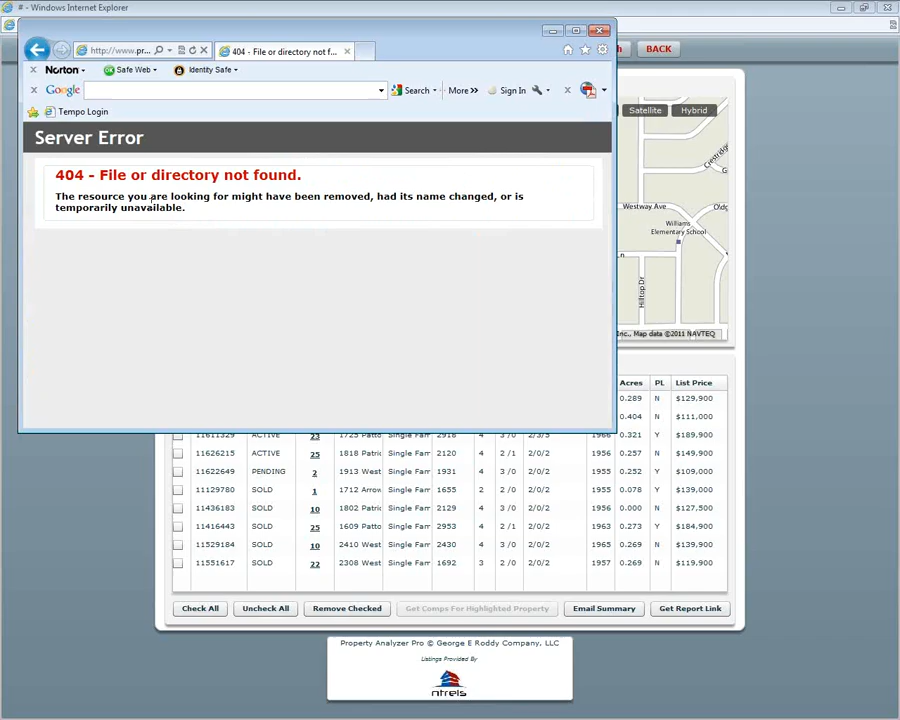 # - Windows Internet Explorer
http://www.pr...
404 - File or directory not f...
Norton
OK Safe Web
Identity Safe
Google
Search
More »
Sign In
Tempo Login
BACK
Server Error
404 - File or directory not found.
The resource you are looking for might have been removed, had its name changed, or is
temporarily unavailable.
Satellite
Hybrid
Westway Ave
Williams
Elementary School
Hilltop Dr
Inc., Map data ©2011 NAVTEQ
Acres PL List Price
0.289 N $129,900
0.404 N $111,000
11611329 ACTIVE 23 1725 Patto Single Fam 2918 4 3 /0 2/3/5 1966 0.321 Y $189,900
11626215 ACTIVE 25 1818 Patric Single Fam 2120 4 2 /1 2/0/2 1956 0.257 N $149,900
11622649 PENDING 2 1913 West Single Fam 1931 4 3 /0 2/0/2 1955 0.252 Y $109,000
11129780 SOLD 1 1712 Arrow Single Fam 1655 2 2 /0 2/0/2 1955 0.078 Y $139,000
11436183 SOLD 10 1802 Patric Single Fam 2129 4 3 /0 2/0/2 1956 0.000 N $127,500
11416443 SOLD 25 1609 Patto Single Fam 2953 4 2 /1 2/0/2 1963 0.273 Y $184,900
11529184 SOLD 10 2410 West Single Fam 2430 4 3 /0 2/0/2 1965 0.269 N $139,900
11551617 SOLD 22 2308 West Single Fam 1692 3 2 /0 2/0/2 1957 0.269 N $119,900
Check All
Uncheck All
Remove Checked
Get Comps For Highlighted Property
Email Summary
Get Report Link
Property Analyzer Pro © George E Roddy Company, LLC
Listings Provided By
ntreis